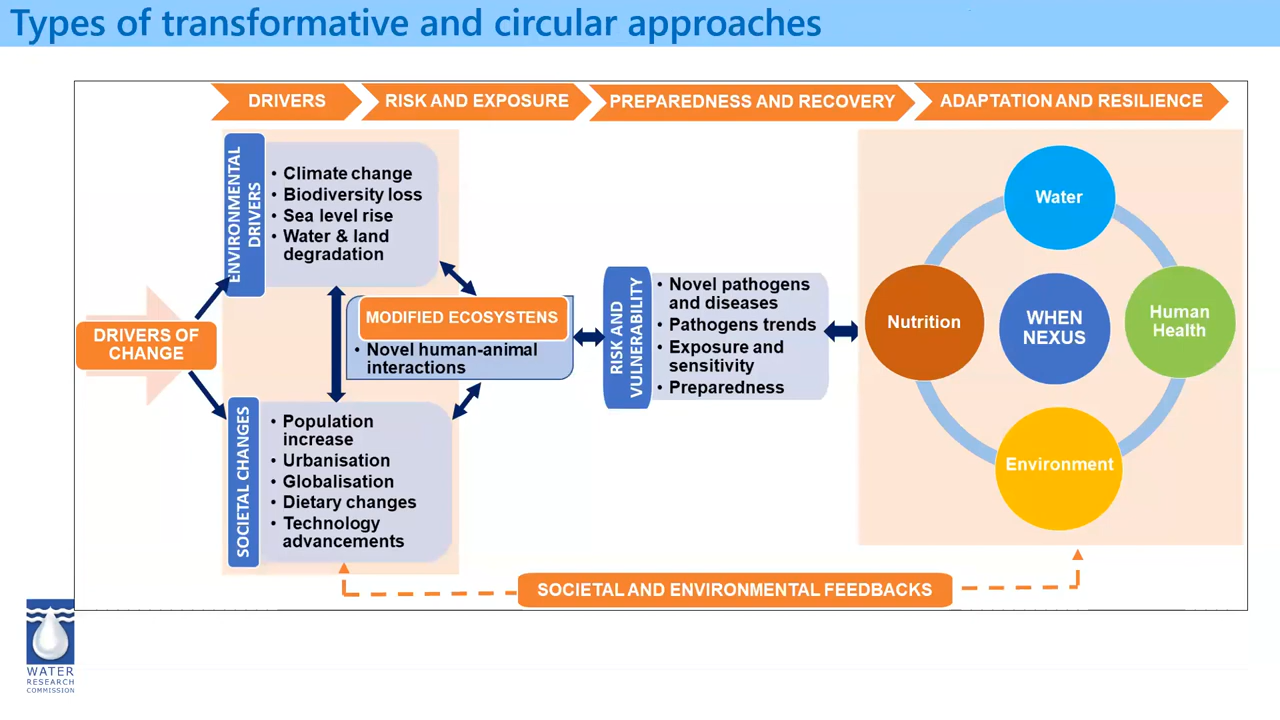 Types of transformative and circular approaches
DRIVERS
RISK AND EXPOSURE
PREPAREDNESS AND RECOVERY
ADAPTATION AND RESILIENCE
DRIVERS OF
CHANGE
ENVIRONMENTAL
DRIVERS
• Climate change
• Biodiversity loss
• Sea level rise
• Water & land
degradation
MODIFIED ECOSYSTENS
• Novel human-animal
interactions
SOCIETAL CHANGES
• Population
increase
• Urbanisation
• Globalisation
• Dietary changes
• Technology
advancements
RISK AND
VULNERABILITY
• Novel pathogens
and diseases
• Pathogens trends
• Exposure and
sensitivity
• Preparedness
Water
Nutrition
WHEN
NEXUS
Human
Health
Environment
SOCIETAL AND ENVIRONMENTAL FEEDBACKS
WATER
RESEARCH
COMMISSION